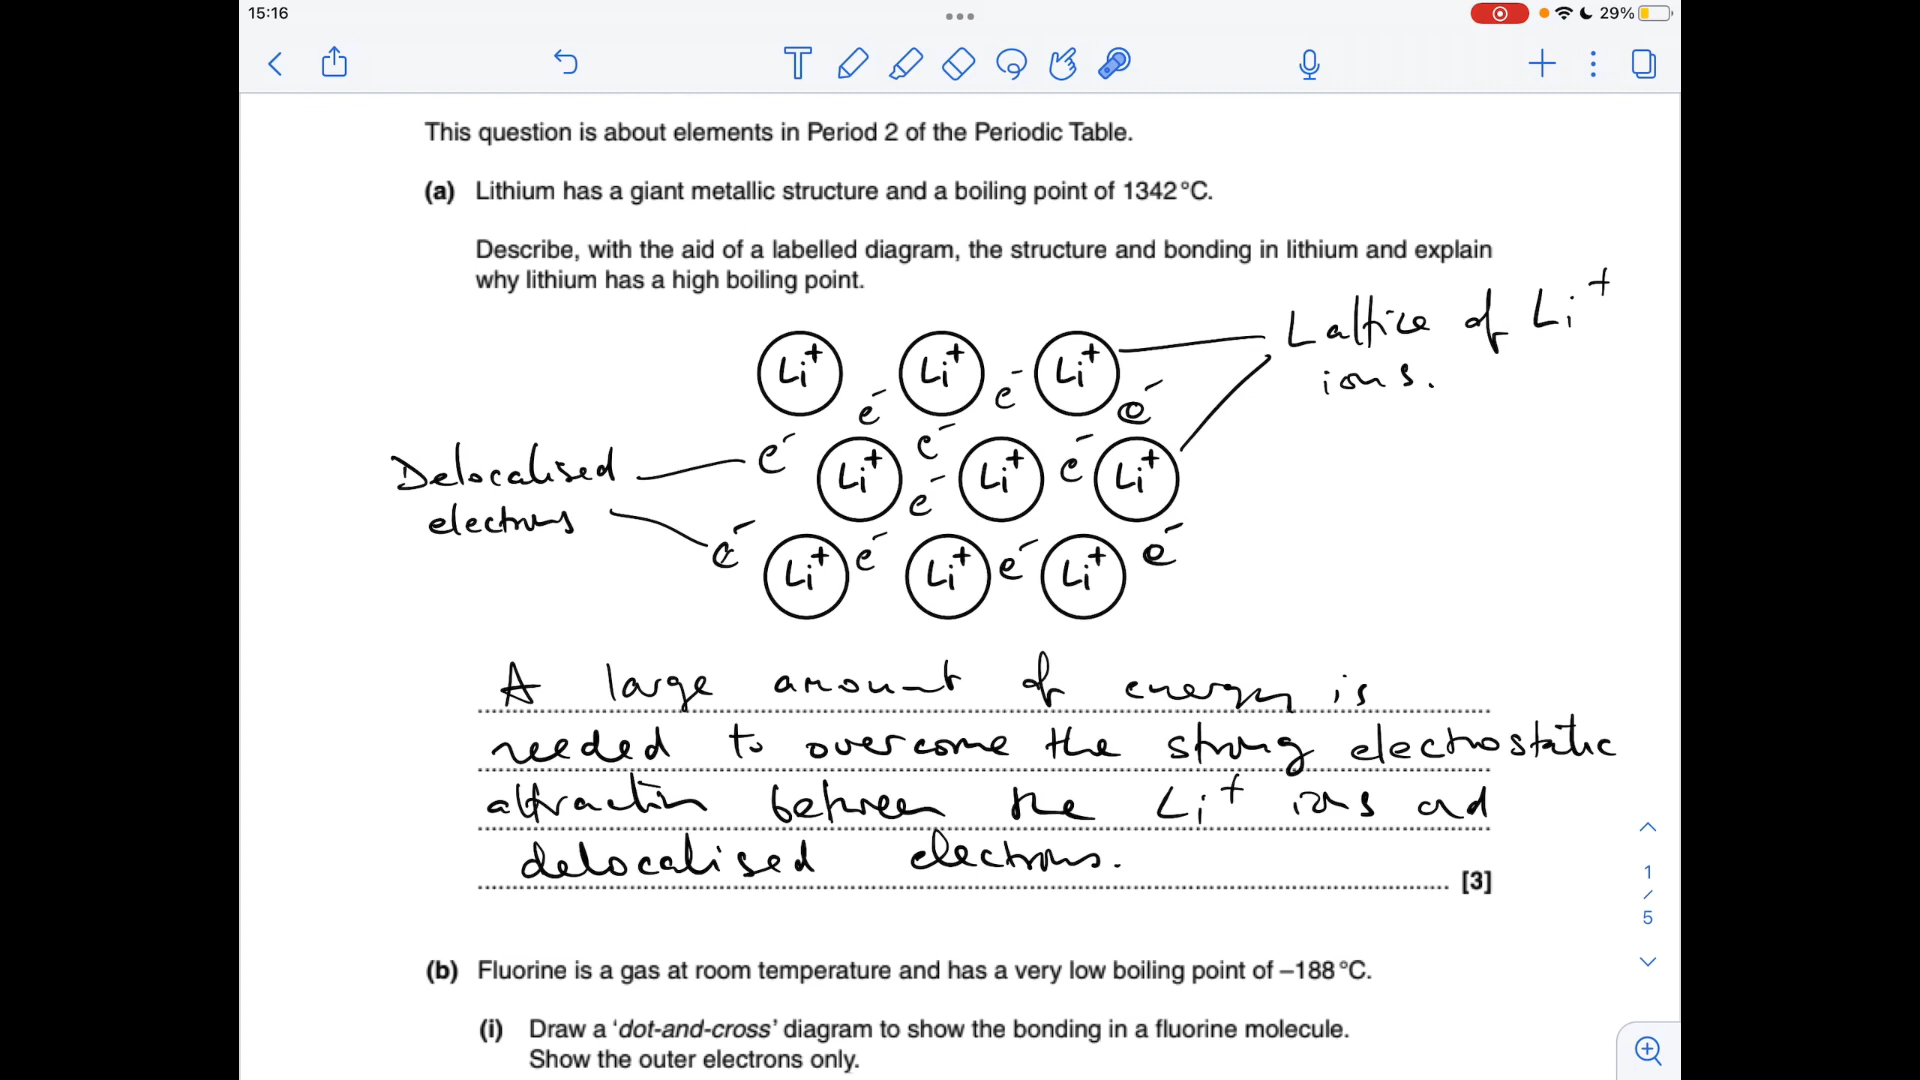 15:16
29%
This question is about elements in Period 2 of the Periodic Table.
(a) Lithium has a giant metallic structure and a boiling point of 1342 °C.
Describe, with the aid of a labelled diagram, the structure and bonding in lithium and explain
why lithium has a high boiling point.
Lattice of Li⁺
ions.
Li⁺ Li⁺ Li⁺
e⁻ e⁻ e⁻
Delocalised
electrons
e⁻ Li⁺ e⁻ Li⁺ e⁻ Li⁺
e⁻
e⁻ Li⁺ e⁻ Li⁺ e⁻ Li⁺ e⁻
A large amount of energy is
needed to overcome the strong electrostatic
attraction between the Li⁺ ions and
delocalised electrons.
[3]
1
/
5
(b) Fluorine is a gas at room temperature and has a very low boiling point of –188 °C.
(i) Draw a ‘dot-and-cross’ diagram to show the bonding in a fluorine molecule.
Show the outer electrons only.